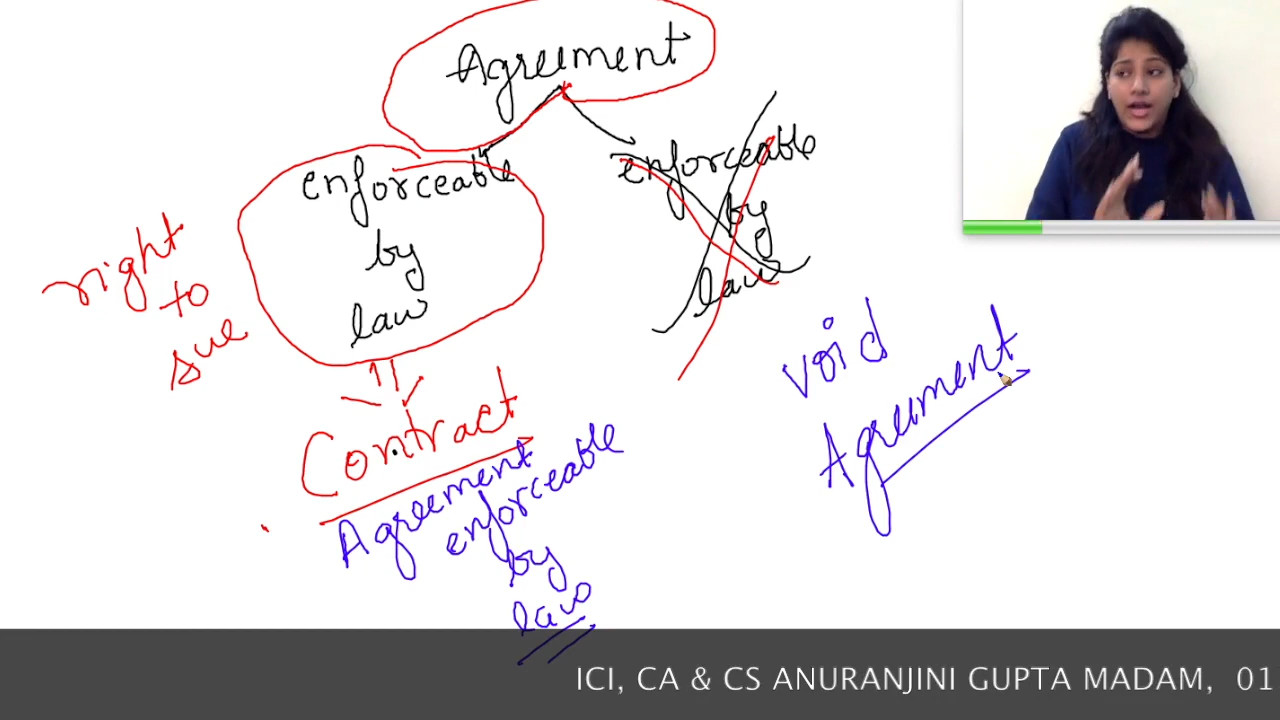 Agreement
enforceable
by
law
enforceable
by
law
right
to
sue
Contract
Agreement
enforceable
by
law
void
Agreement
ICI, CA & CS ANURANJINI GUPTA MADAM, 01